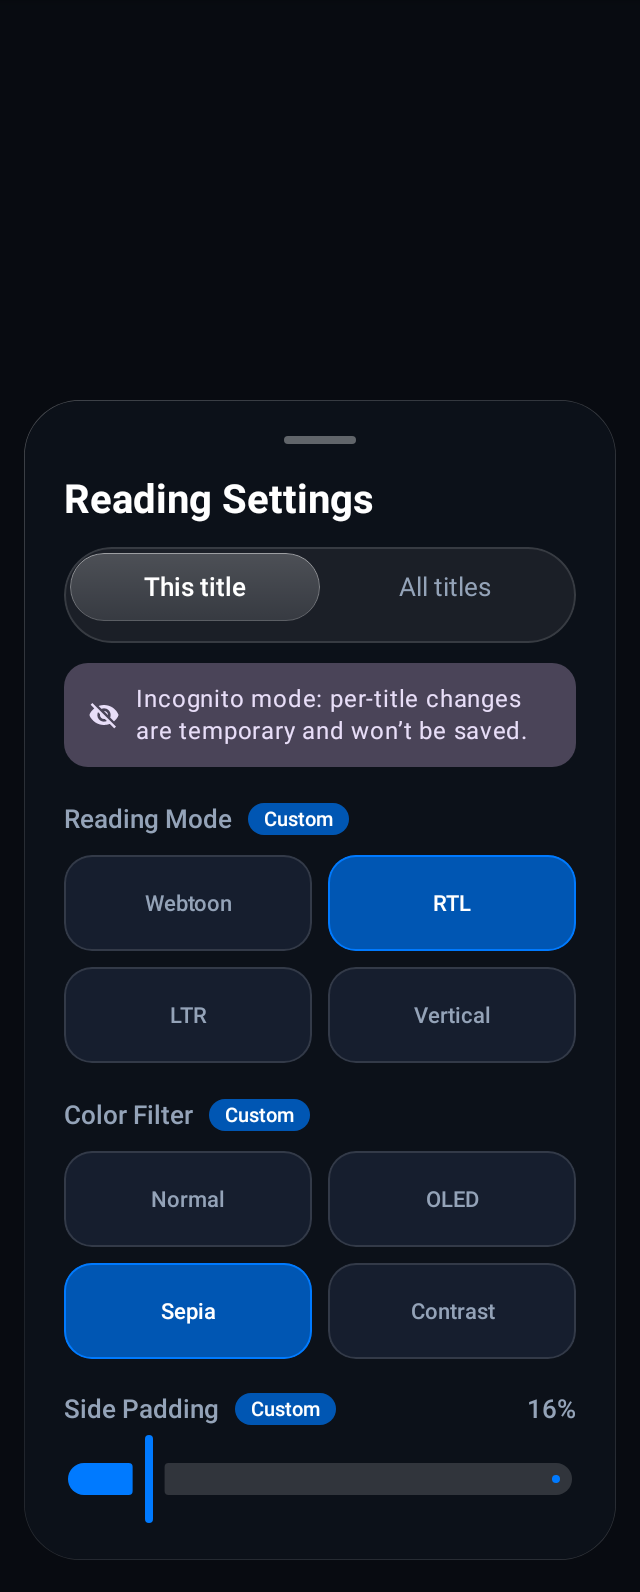 Reading Settings
This title
All titles
Incognito mode: per-title changes
are temporary and won’t be saved.
Reading Mode
Custom
Webtoon
RTL
LTR
Vertical
Color Filter
Custom
Normal
OLED
Sepia
Contrast
Side Padding
Custom
16%